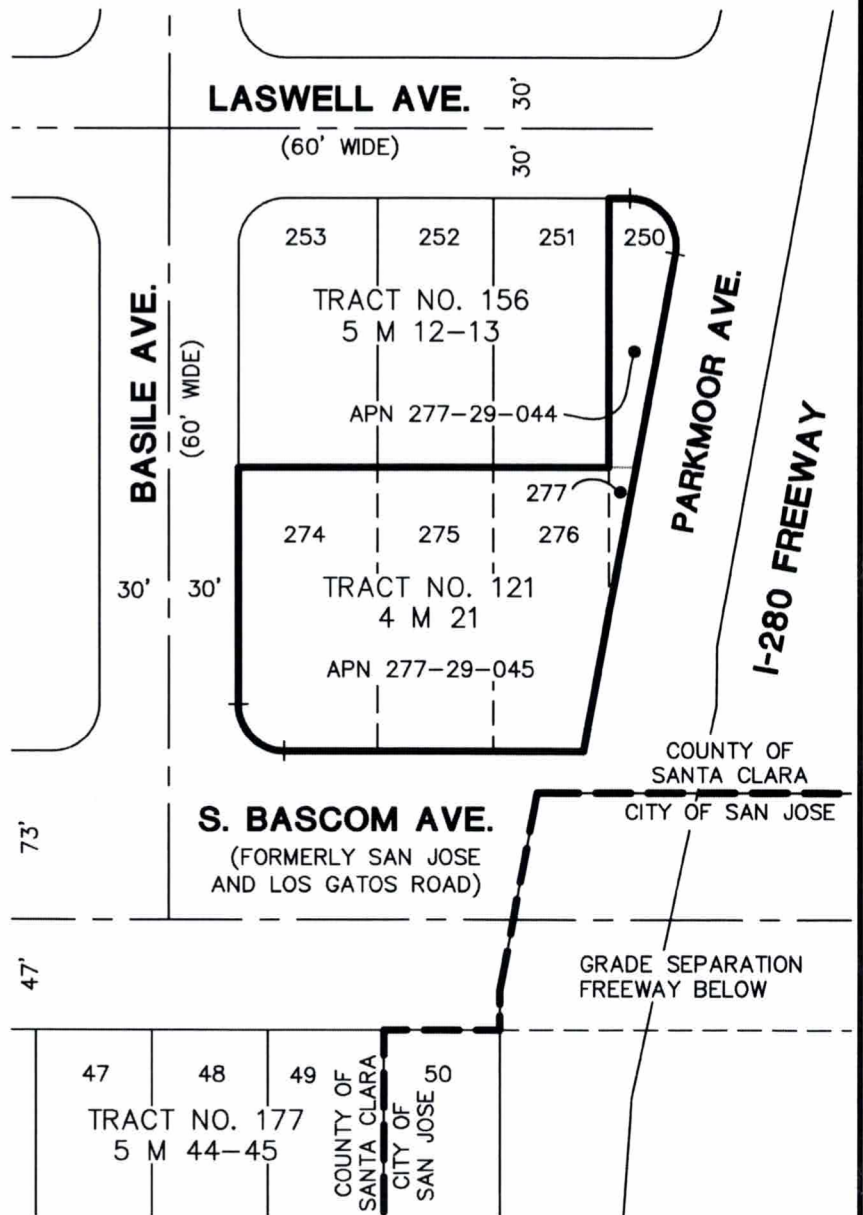 LASWELL AVE.
30'
(60' WIDE)
30'
253
252
251
250
TRACT NO. 156
5 M 12-13
BASILE AVE.
(60' WIDE)
APN 277-29-044
PARKMOOR AVE.
I-280 FREEWAY
277
274
275
276
30'
30'
TRACT NO. 121
4 M 21
APN 277-29-045
COUNTY OF
SANTA CLARA
CITY OF SAN JOSE
S. BASCOM AVE.
(FORMERLY SAN JOSE
AND LOS GATOS ROAD)
73'
47'
GRADE SEPARATION
FREEWAY BELOW
47
48
49
50
TRACT NO. 177
5 M 44-45
COUNTY OF
SANTA CLARA
CITY OF
SAN JOSE